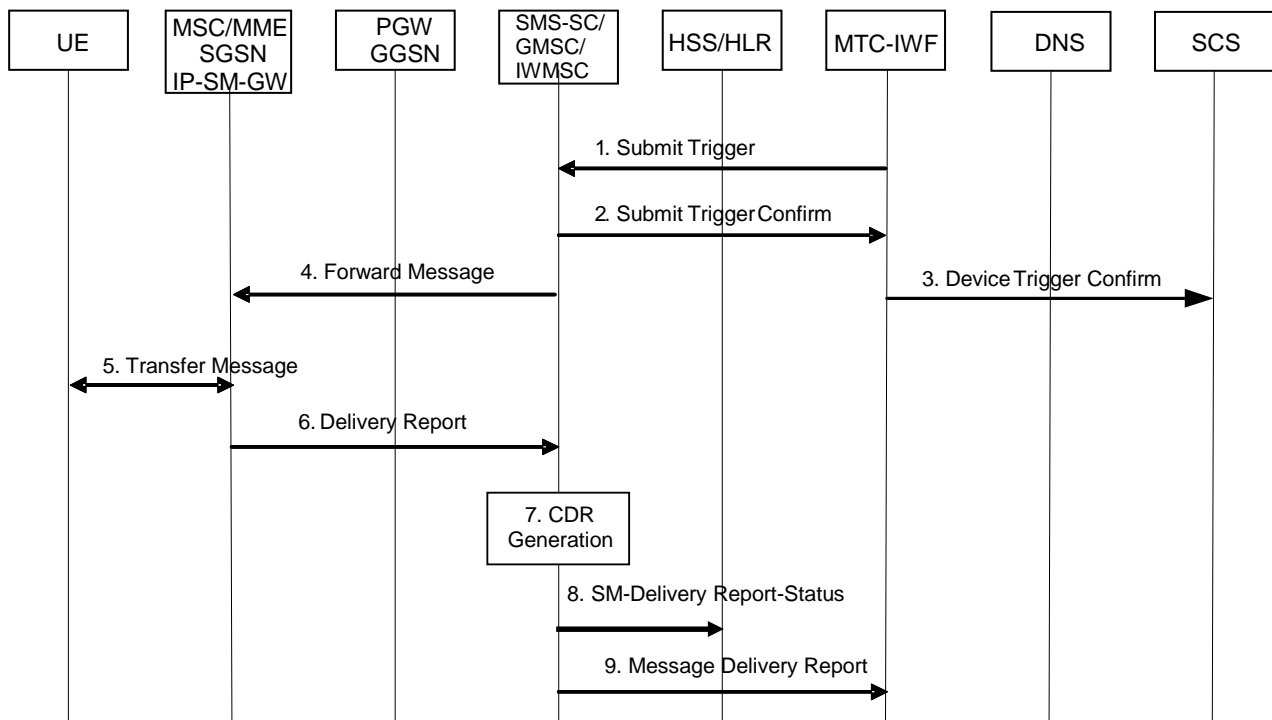 UE
MSC/MME
SGSN
IP-SM-GW
PGW
GGSN
SMS-SC/
GMSC/
IWMSC
HSS/HLR
MTC-IWF
DNS
SCS
1. Submit Trigger
2. Submit Trigger Confirm
4. Forward Message
3. Device Trigger Confirm
5. Transfer Message
6. Delivery Report
7. CDR
Generation
8. SM-Delivery Report-Status
9. Message Delivery Report